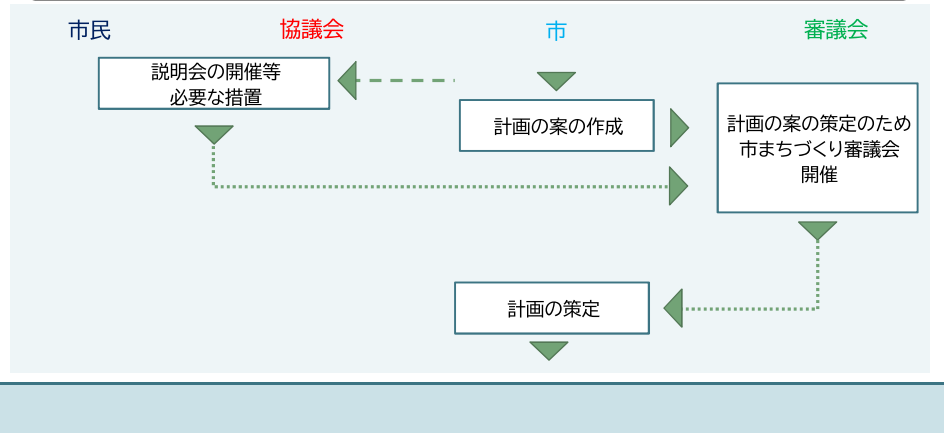 市民
協議会
市
審議会
説明会の開催等
必要な措置
計画の案の作成
計画の案の策定のため
市まちづくり審議会
開催
計画の策定